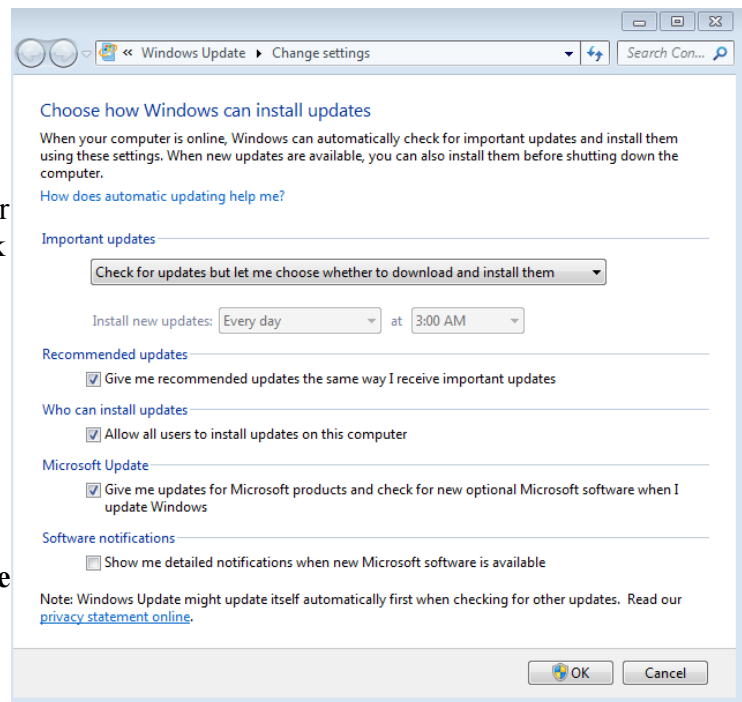 « Windows Update ▸ Change settings
Search Con...
Choose how Windows can install updates
When your computer is online, Windows can automatically check for important updates and install them
using these settings. When new updates are available, you can also install them before shutting down the
computer.
How does automatic updating help me?
r
k
Important updates
Check for updates but let me choose whether to download and install them
Install new updates: Every day at 3:00 AM
Recommended updates
Give me recommended updates the same way I receive important updates
Who can install updates
Allow all users to install updates on this computer
Microsoft Update
Give me updates for Microsoft products and check for new optional Microsoft software when I
update Windows
Software notifications
Show me detailed notifications when new Microsoft software is available
e
Note: Windows Update might update itself automatically first when checking for other updates. Read our
privacy statement online.
OK Cancel